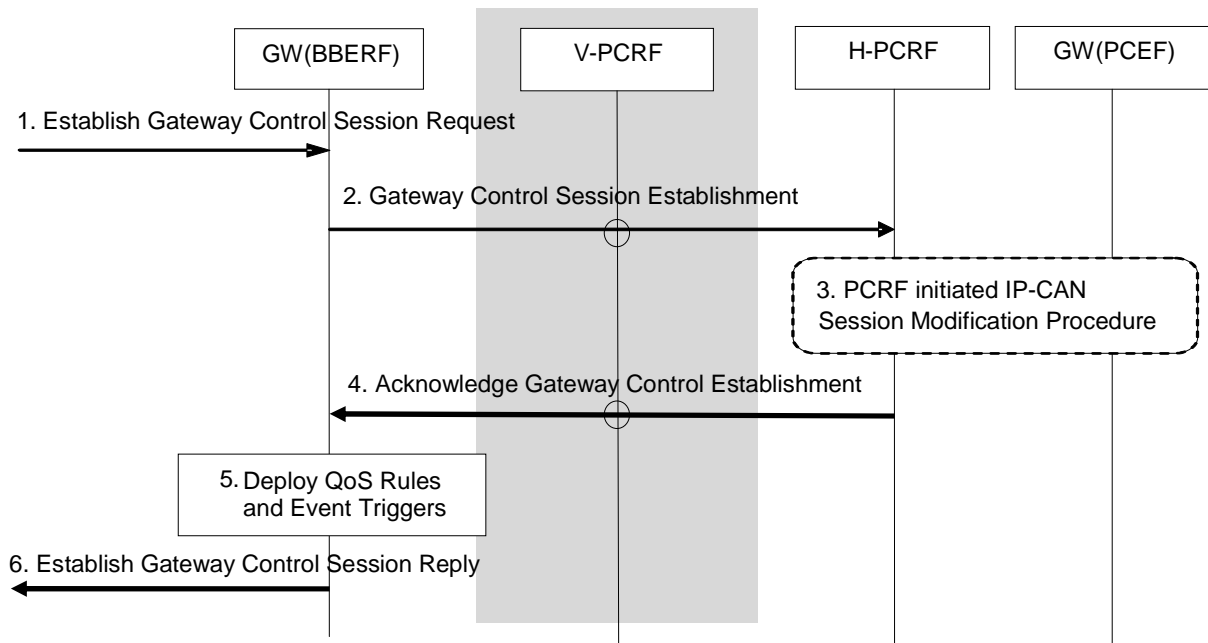 GW(BBERF)
V-PCRF
H-PCRF
GW(PCEF)
1. Establish Gateway Control Session Request
2. Gateway Control Session Establishment
3. PCRF initiated IP-CAN
Session Modification Procedure
4. Acknowledge Gateway Control Establishment
5. Deploy QoS Rules
and Event Triggers
6. Establish Gateway Control Session Reply